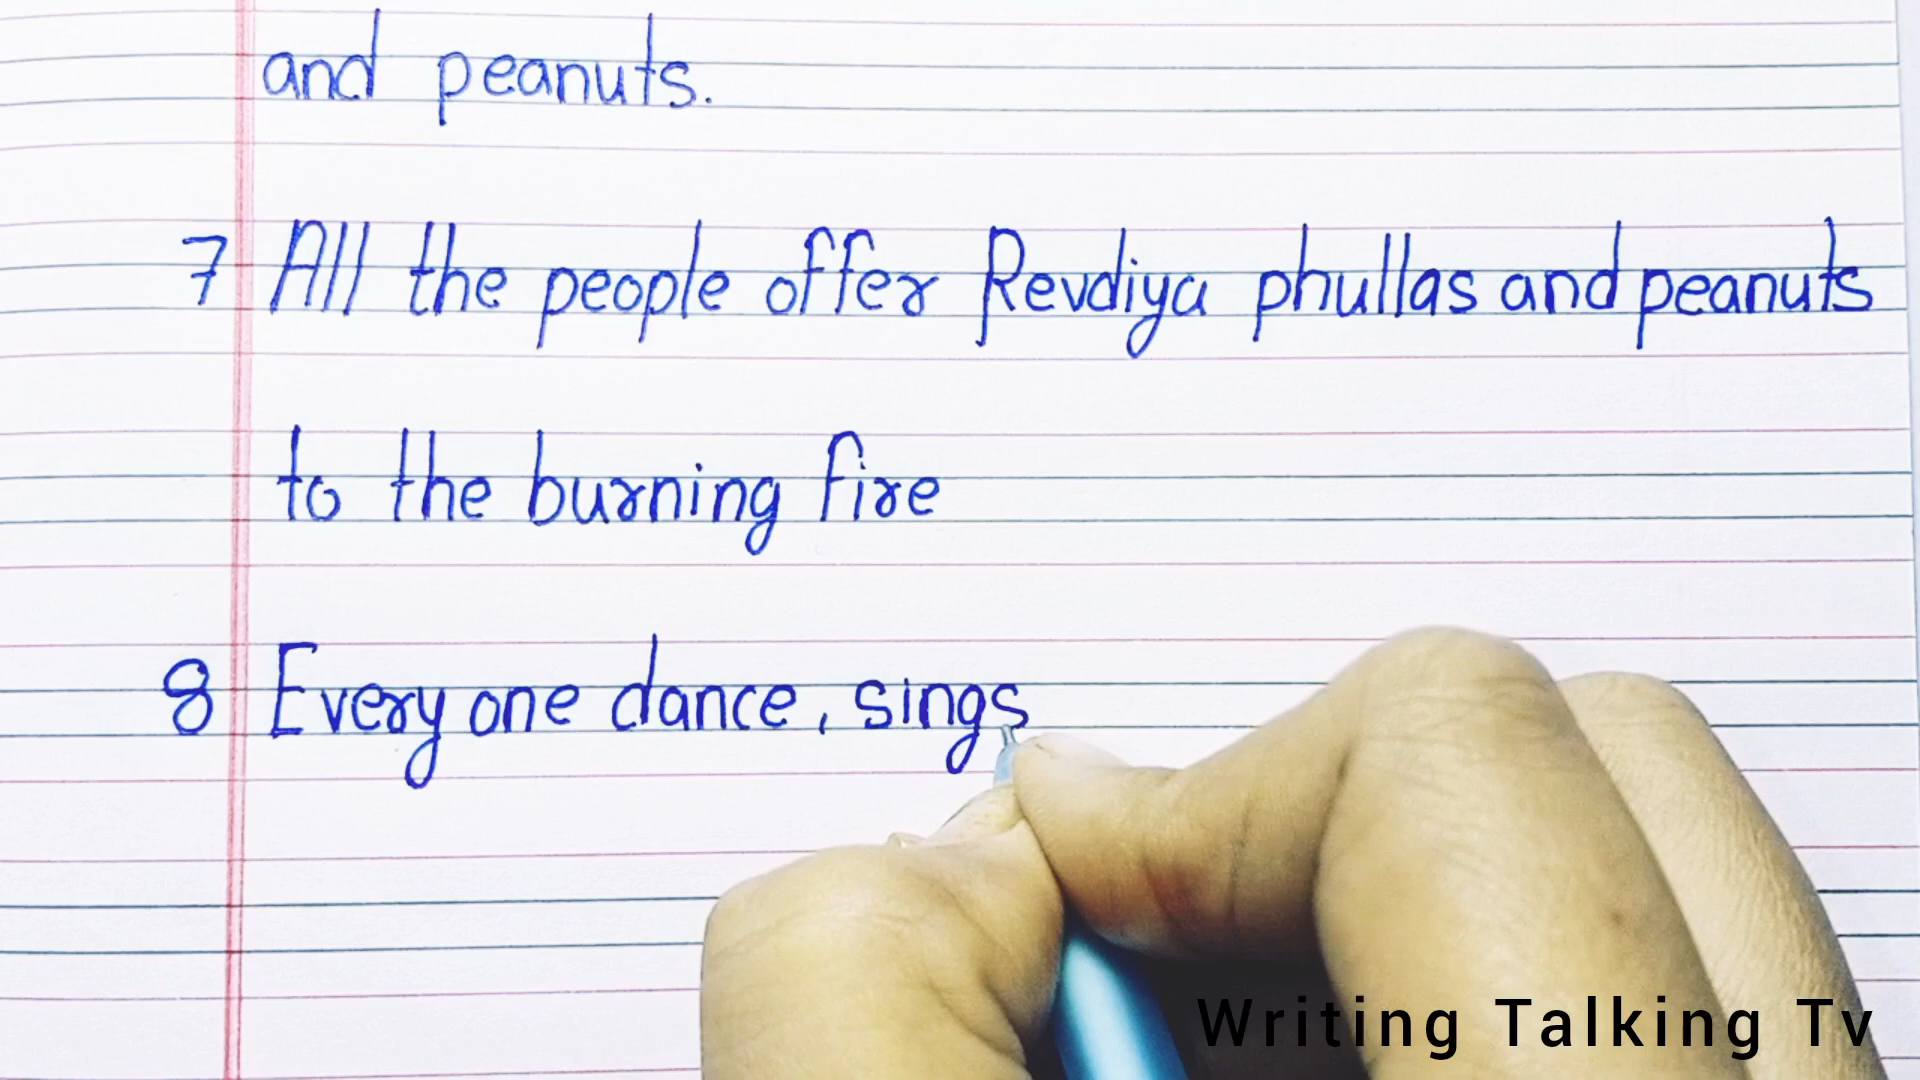 and peanuts.
7 All the people offer Revdiya phullas and peanuts
to the burning fire
8 Every one dance, sings
Writing Talking Tv